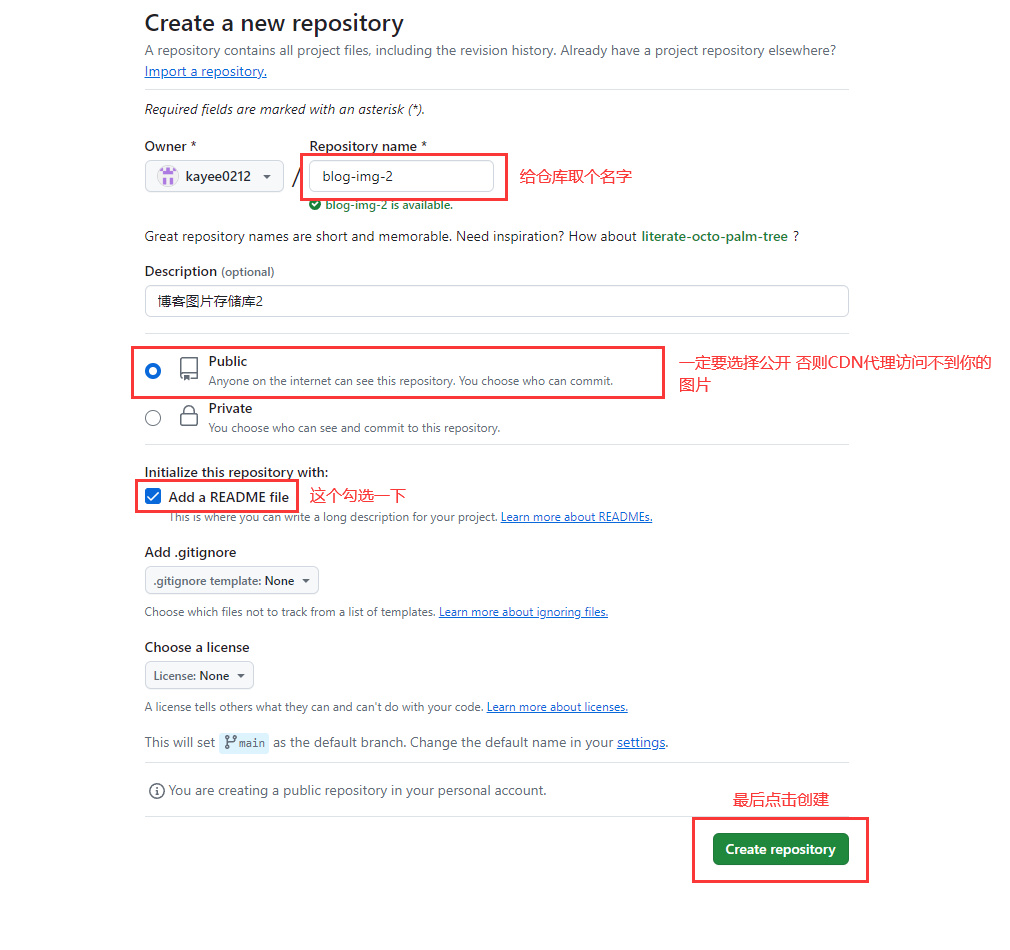 Create a new repository
A repository contains all project files, including the revision history. Already have a project repository elsewhere?
Import a repository.
Required fields are marked with an asterisk (*).
Owner *
Repository name *
kayee0212
/
blog-img-2
给仓库取个名字
blog-img-2 is available.
Great repository names are short and memorable. Need inspiration? How about literate-octo-palm-tree ?
Description (optional)
博客图片存储库2
Public
Anyone on the internet can see this repository. You choose who can commit.
一定要选择公开 否则CDN代理访问不到你的
图片
Private
You choose who can see and commit to this repository.
Initialize this repository with:
Add a README file
这个勾选一下
This is where you can write a long description for your project. Learn more about READMEs.
Add .gitignore
.gitignore template: None
Choose which files not to track from a list of templates. Learn more about ignoring files.
Choose a license
License: None
A license tells others what they can and can't do with your code. Learn more about licenses.
This will set main as the default branch. Change the default name in your settings.
You are creating a public repository in your personal account.
最后点击创建
Create repository